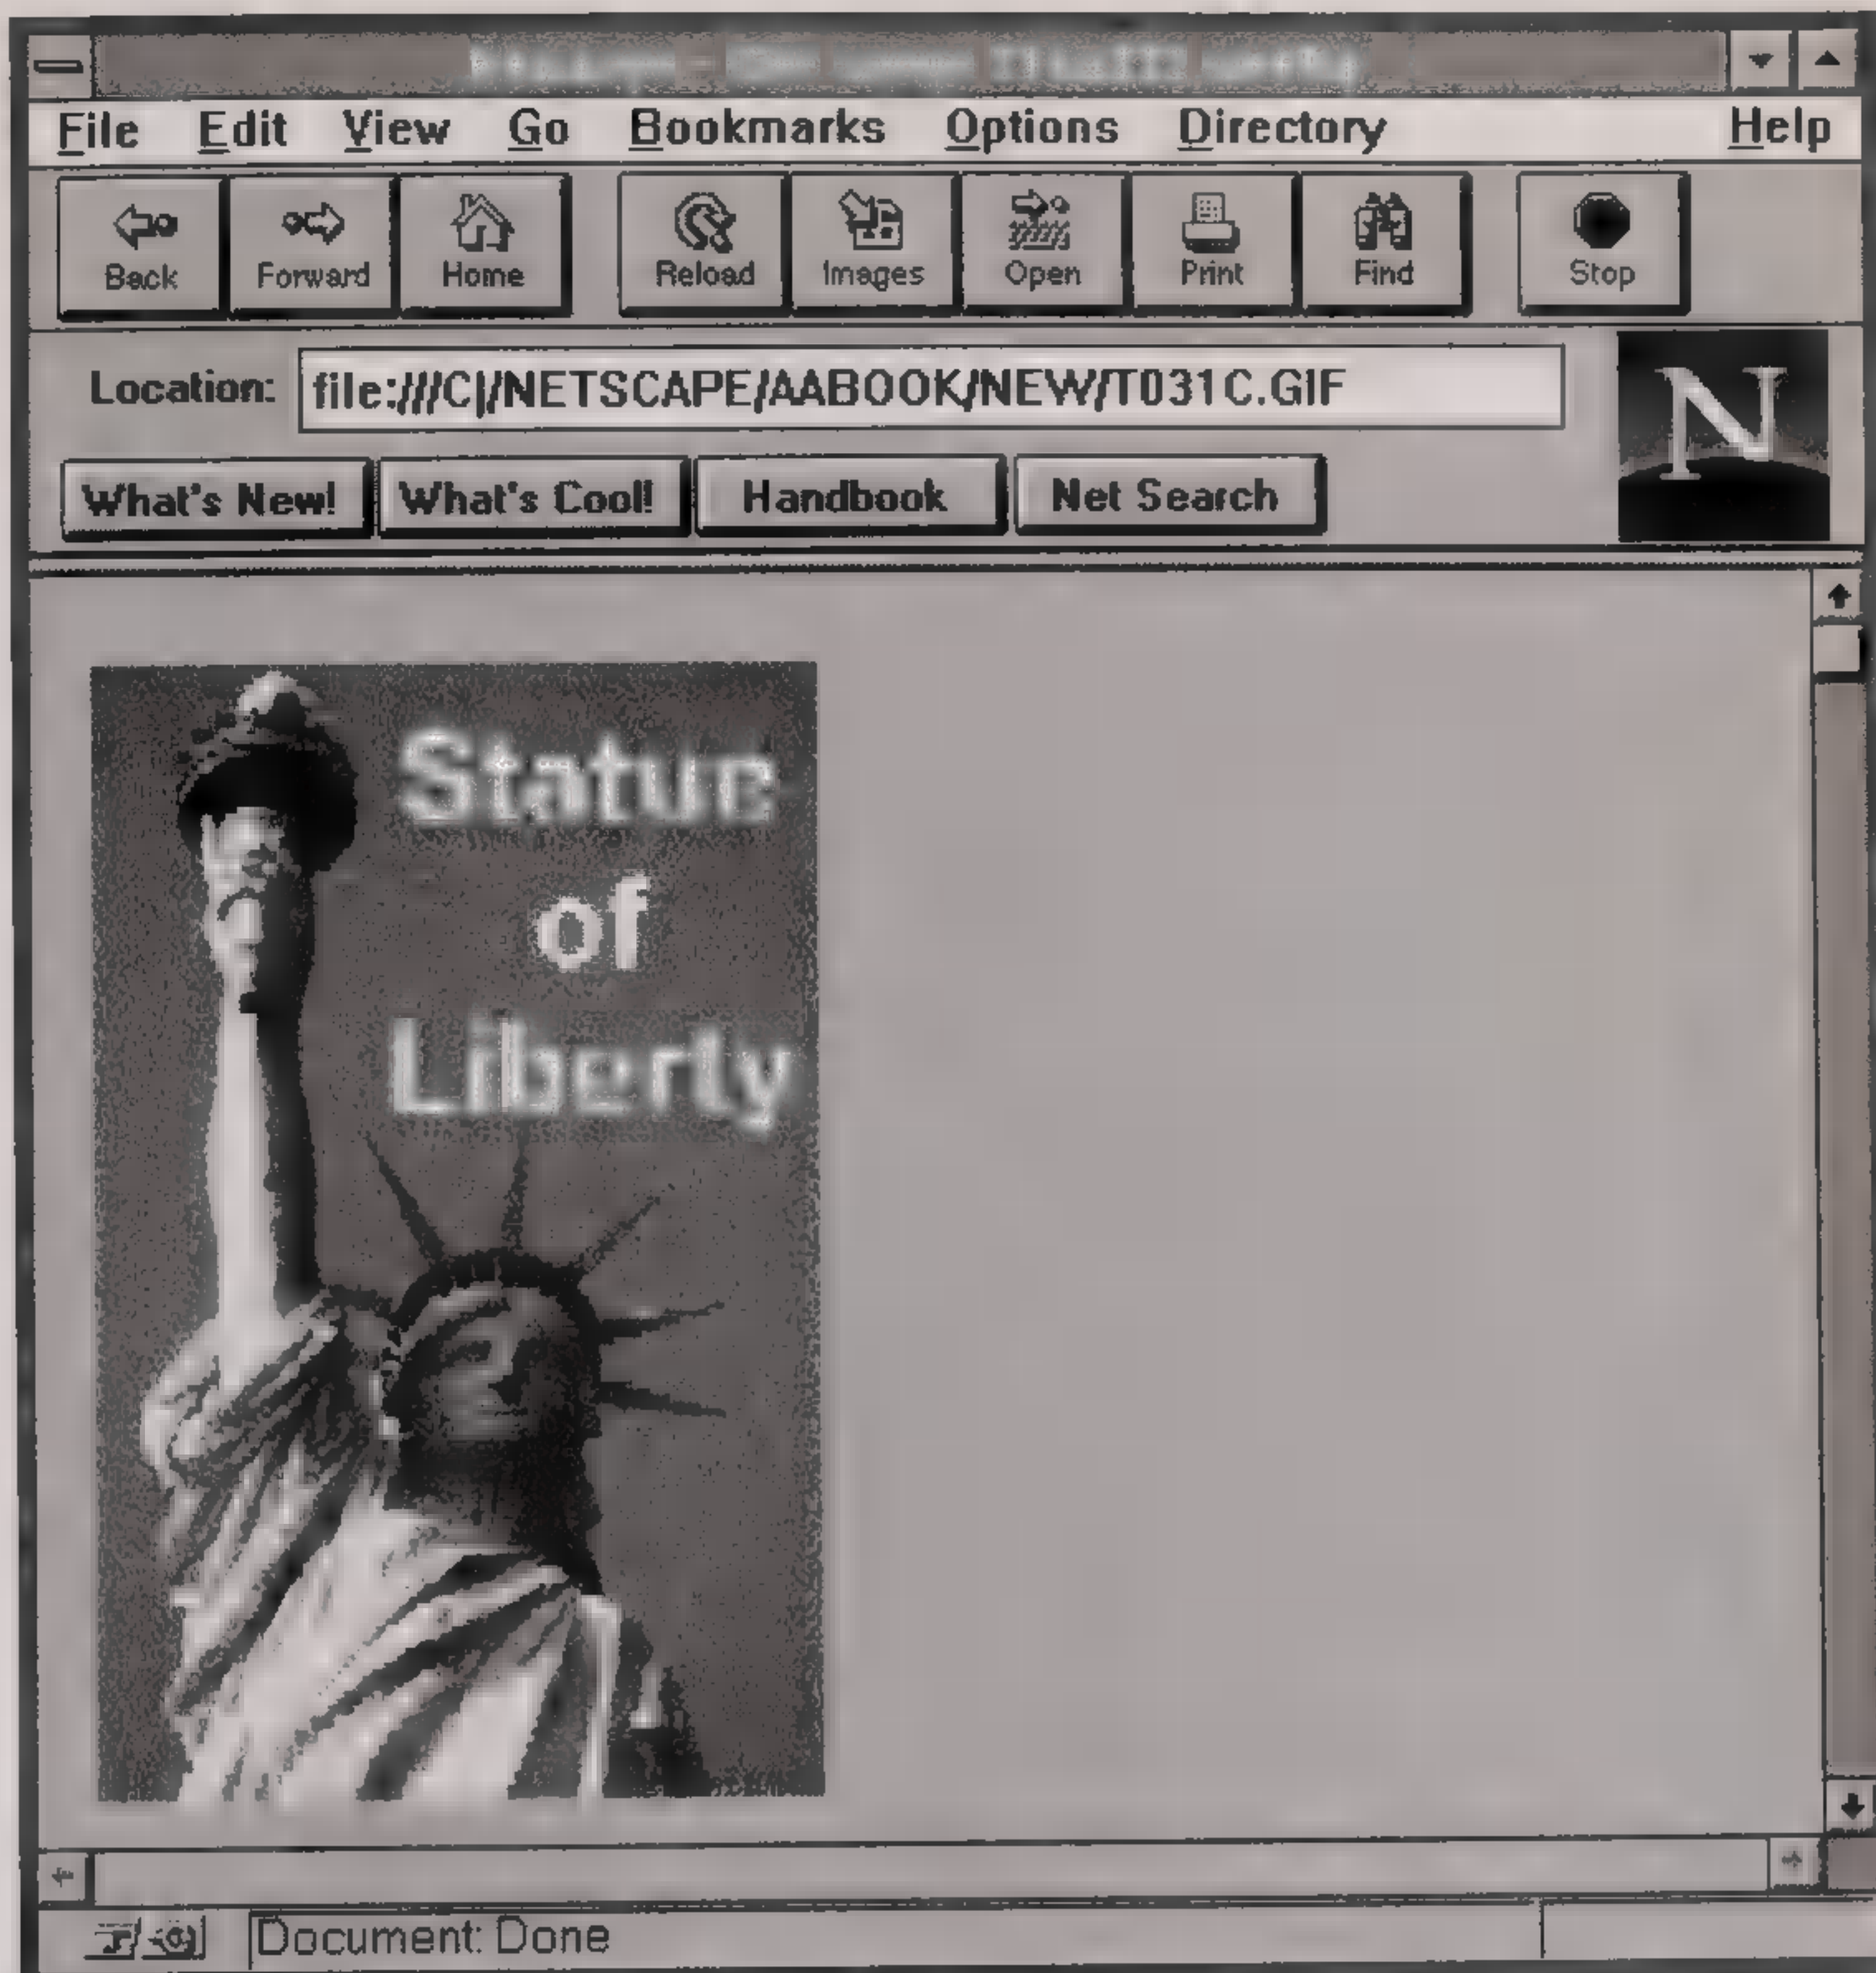 File Edit View Go Bookmarks Options Directory Help
Back Forward Home Reload Images Open Print Find Stop
Location: file:///C|/NETSCAPE/AABOOK/NEW/T031C.GIF
N
What's New! What's Cool! Handbook Net Search
Statue
of
Liberty
Document: Done